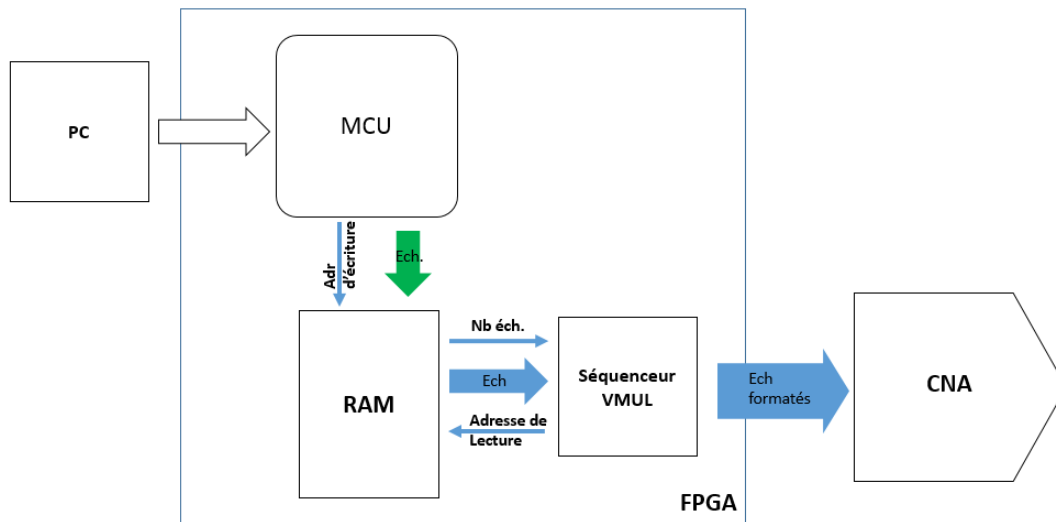 MCU
PC
Adr
d'écriture
Ech.
Nb éch.
Ech
Adresse de
Lecture
RAM
Séquenceur
VMUL
Ech
formatés
CNA
FPGA